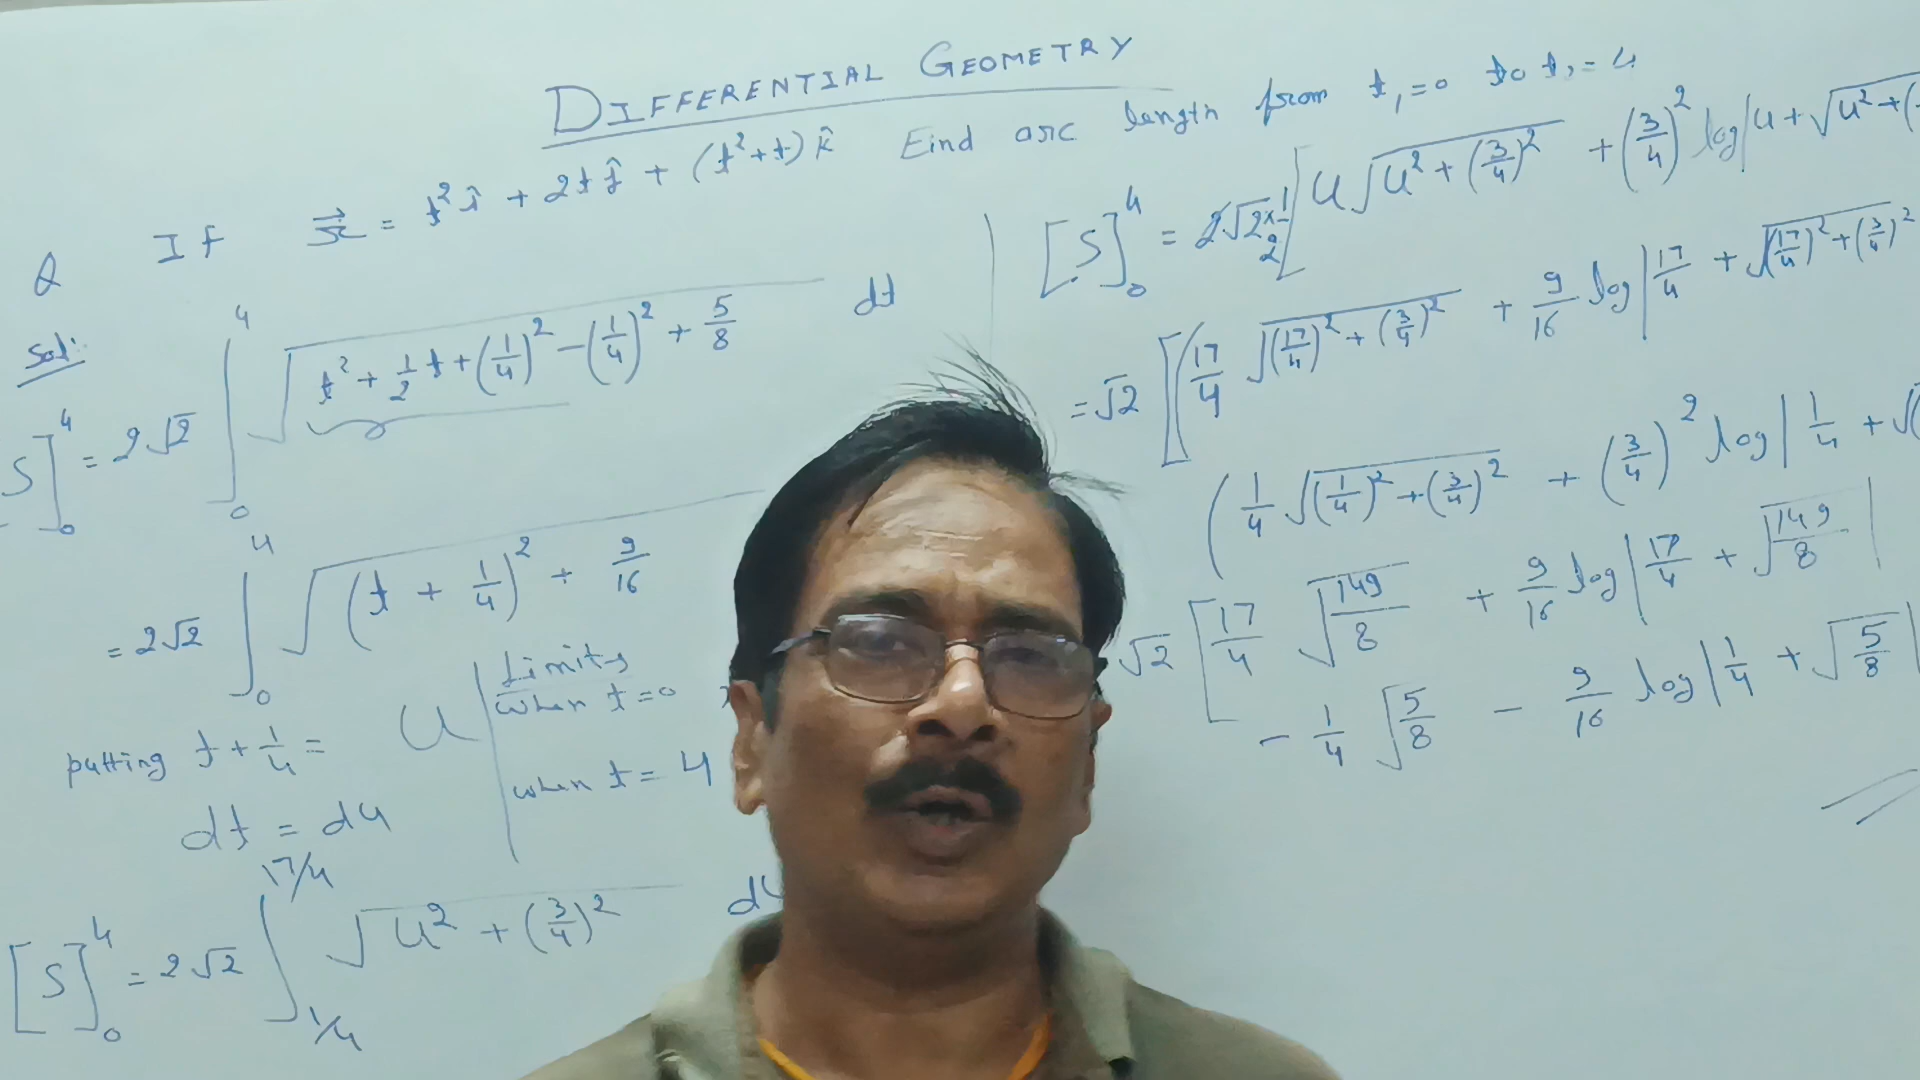 DIFFERENTIAL GEOMETRY
Q If r⃗ = t² î + 2t ĵ + (t²+t) k̂ Find arc length from t₁=0 to t₂=4
Sol:
[S]₀⁴ = 2√2 ∫₀⁴ √(t² + 1/2 t + (1/4)² − (1/4)² + 5/8) dt
= 2√2 ∫₀⁴ √((t + 1/4)² + 9/16)
putting t + 1/4 = u
dt = du
Limits
when t=0
when t=4
[S]₀⁴ = 2√2 ∫_{1/4}^{17/4} √(u² + (3/4)²) du
[S]₀⁴ = 2√2 × 1/2 [u √(u² + (3/4)²) + (3/4)² log|u + √(u² + (
= √2 [(17/4 √((17/4)² + (3/4)²) + 9/16 log|17/4 + √((17/4)² + (3/4)²)
(1/4 √((1/4)² + (3/4)²) + (3/4)² log|1/4 + √(
√2 [17/4 √(149/8) + 9/16 log|17/4 + √(149/8)|
− 1/4 √(5/8) − 9/16 log|1/4 + √(5/8)|